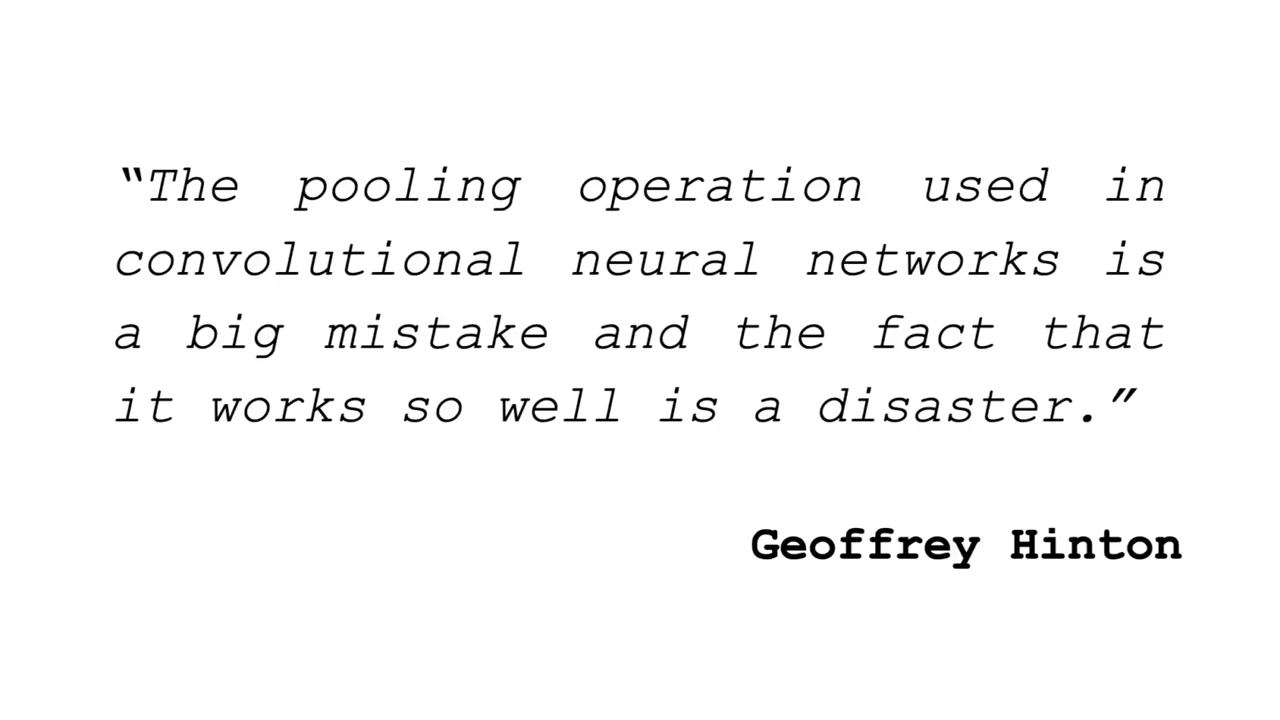 “The pooling operation used in
convolutional neural networks is
a big mistake and the fact that
it works so well is a disaster.”
Geoffrey Hinton